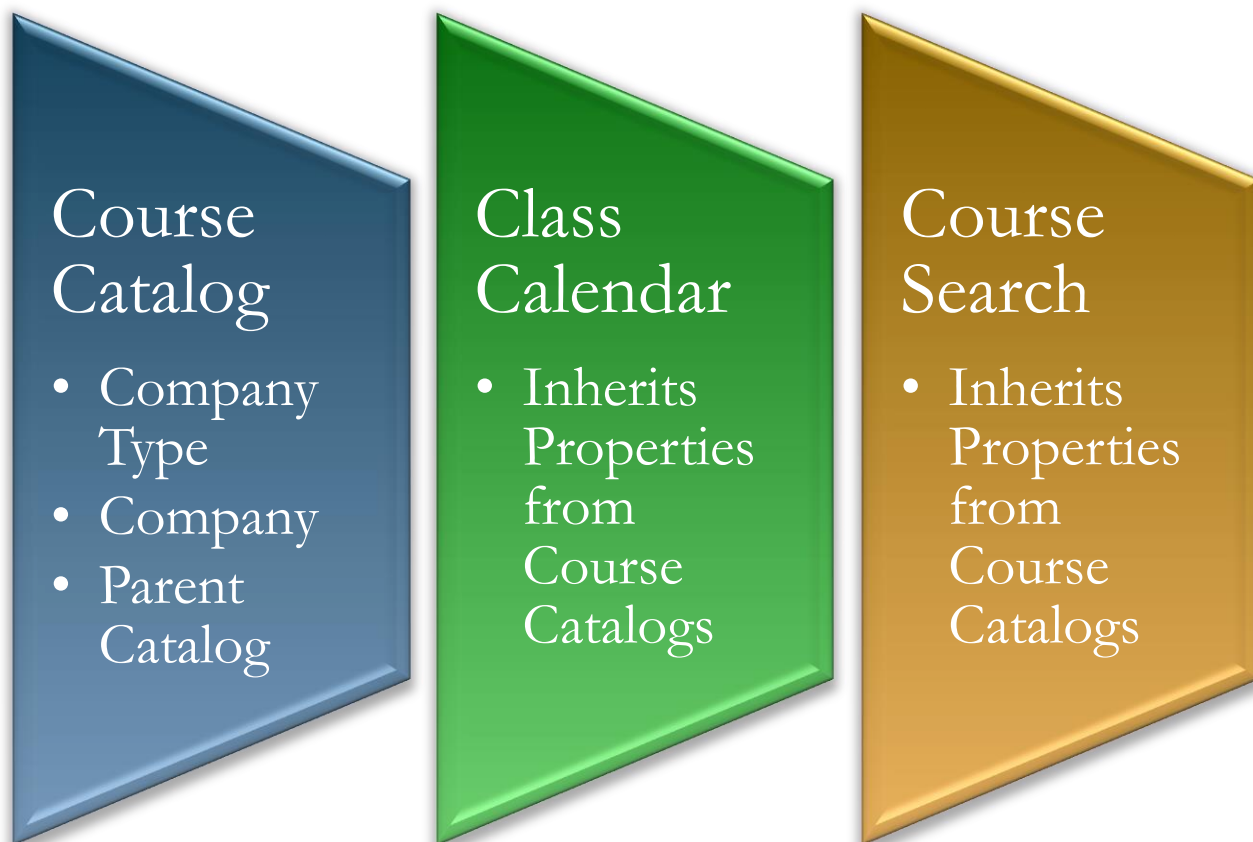 Course
Catalog
• Company
Type
• Company
• Parent
Catalog
Class
Calendar
• Inherits
Properties
from
Course
Catalogs
Course
Search
• Inherits
Properties
from
Course
Catalogs